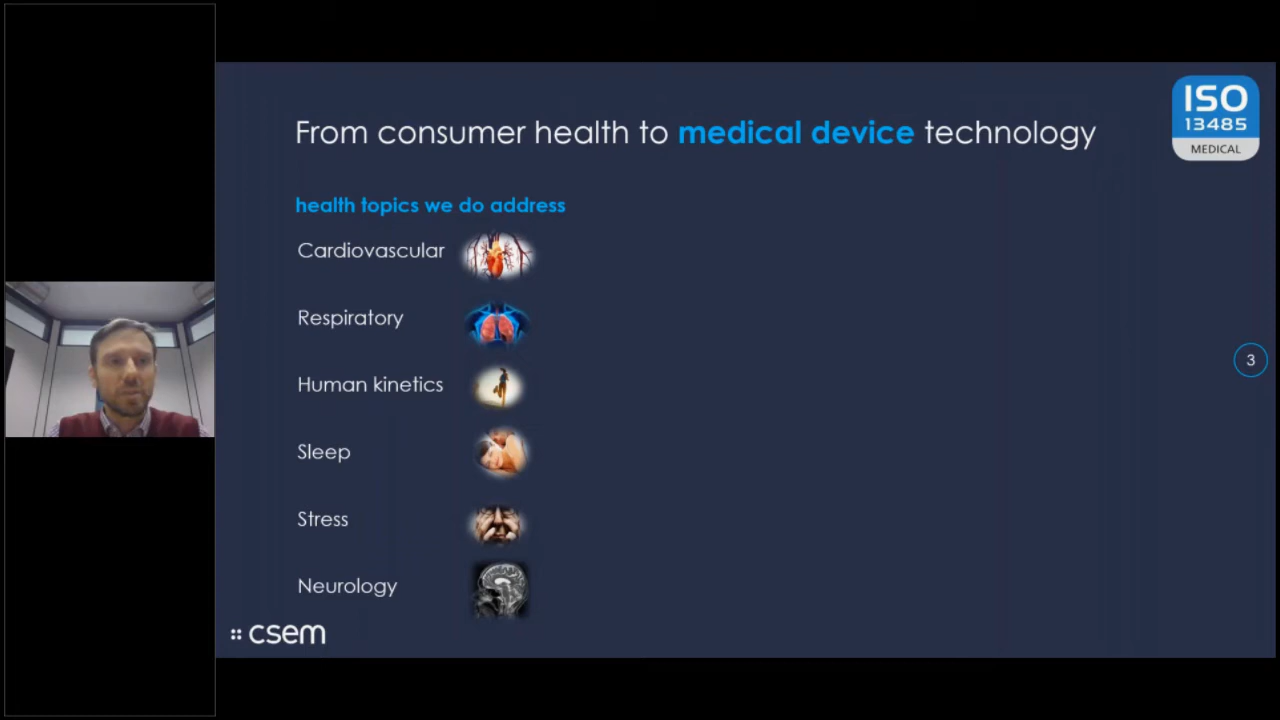 From consumer health to medical device technology
ISO
13485
MEDICAL
health topics we do address
Cardiovascular
Respiratory
Human kinetics
3
Sleep
Stress
Neurology
:: csem